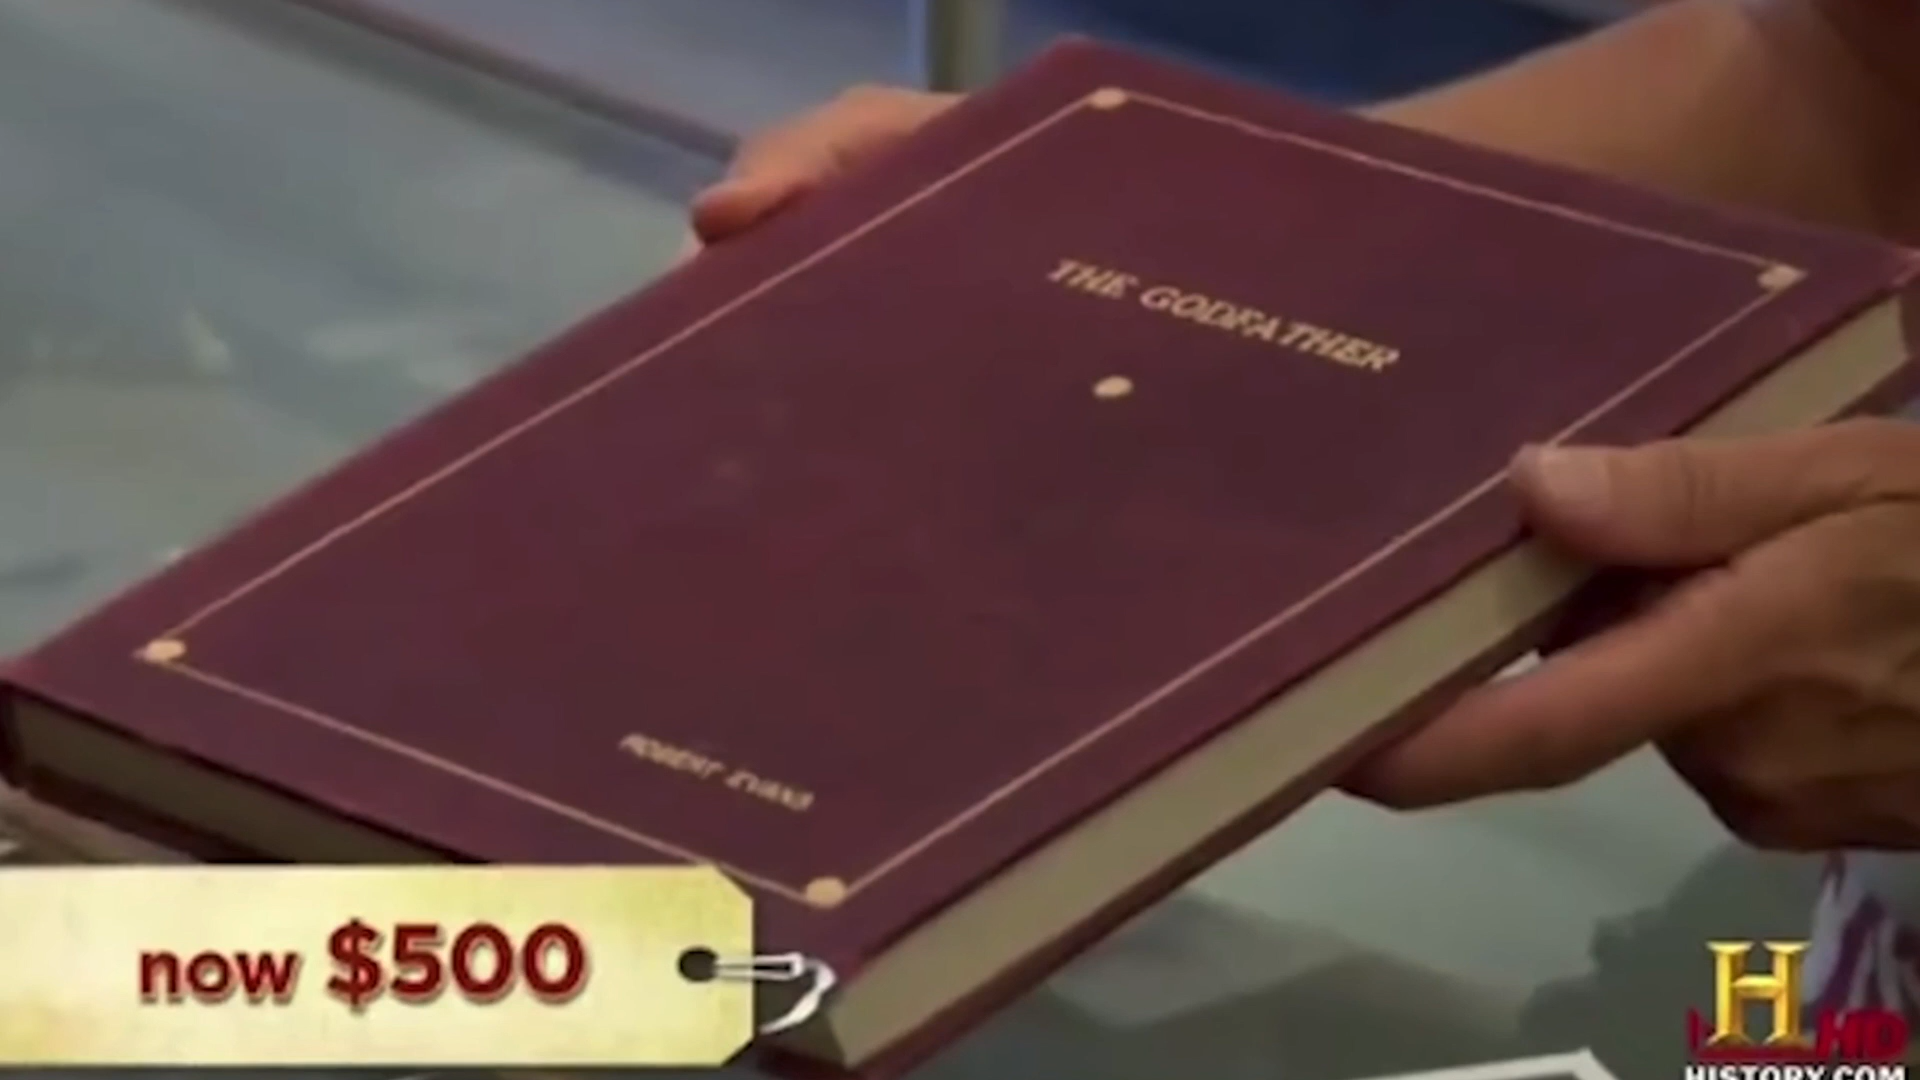 THE GODFATHER
ROBERT EVANS
now $500
H HD
HISTORY.COM